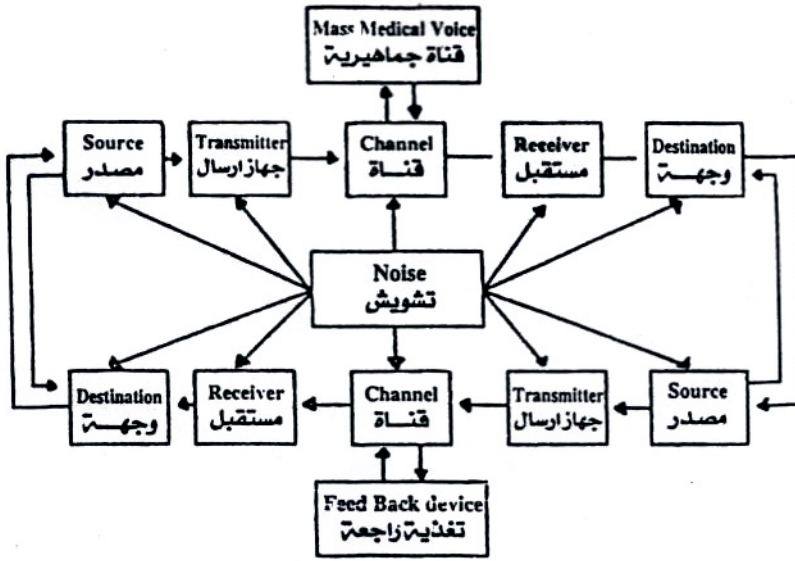 Mass Medical Voice
قناة جماهيرية
Source
مصدر
Transmitter
جهاز ارسال
Channel
قناة
Receiver
مستقبل
Destination
وجهة
Noise
تشويش
Destination
وجهة
Receiver
مستقبل
Channel
قناة
Transmitter
جهاز ارسال
Source
مصدر
Feed Back device
تغذية راجعة